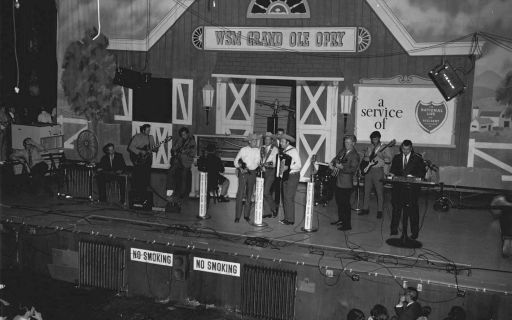 WSM GRAND OLE OPRY
a
service
of
NATIONAL
LIFE
NO SMOKING
NO SMOKING